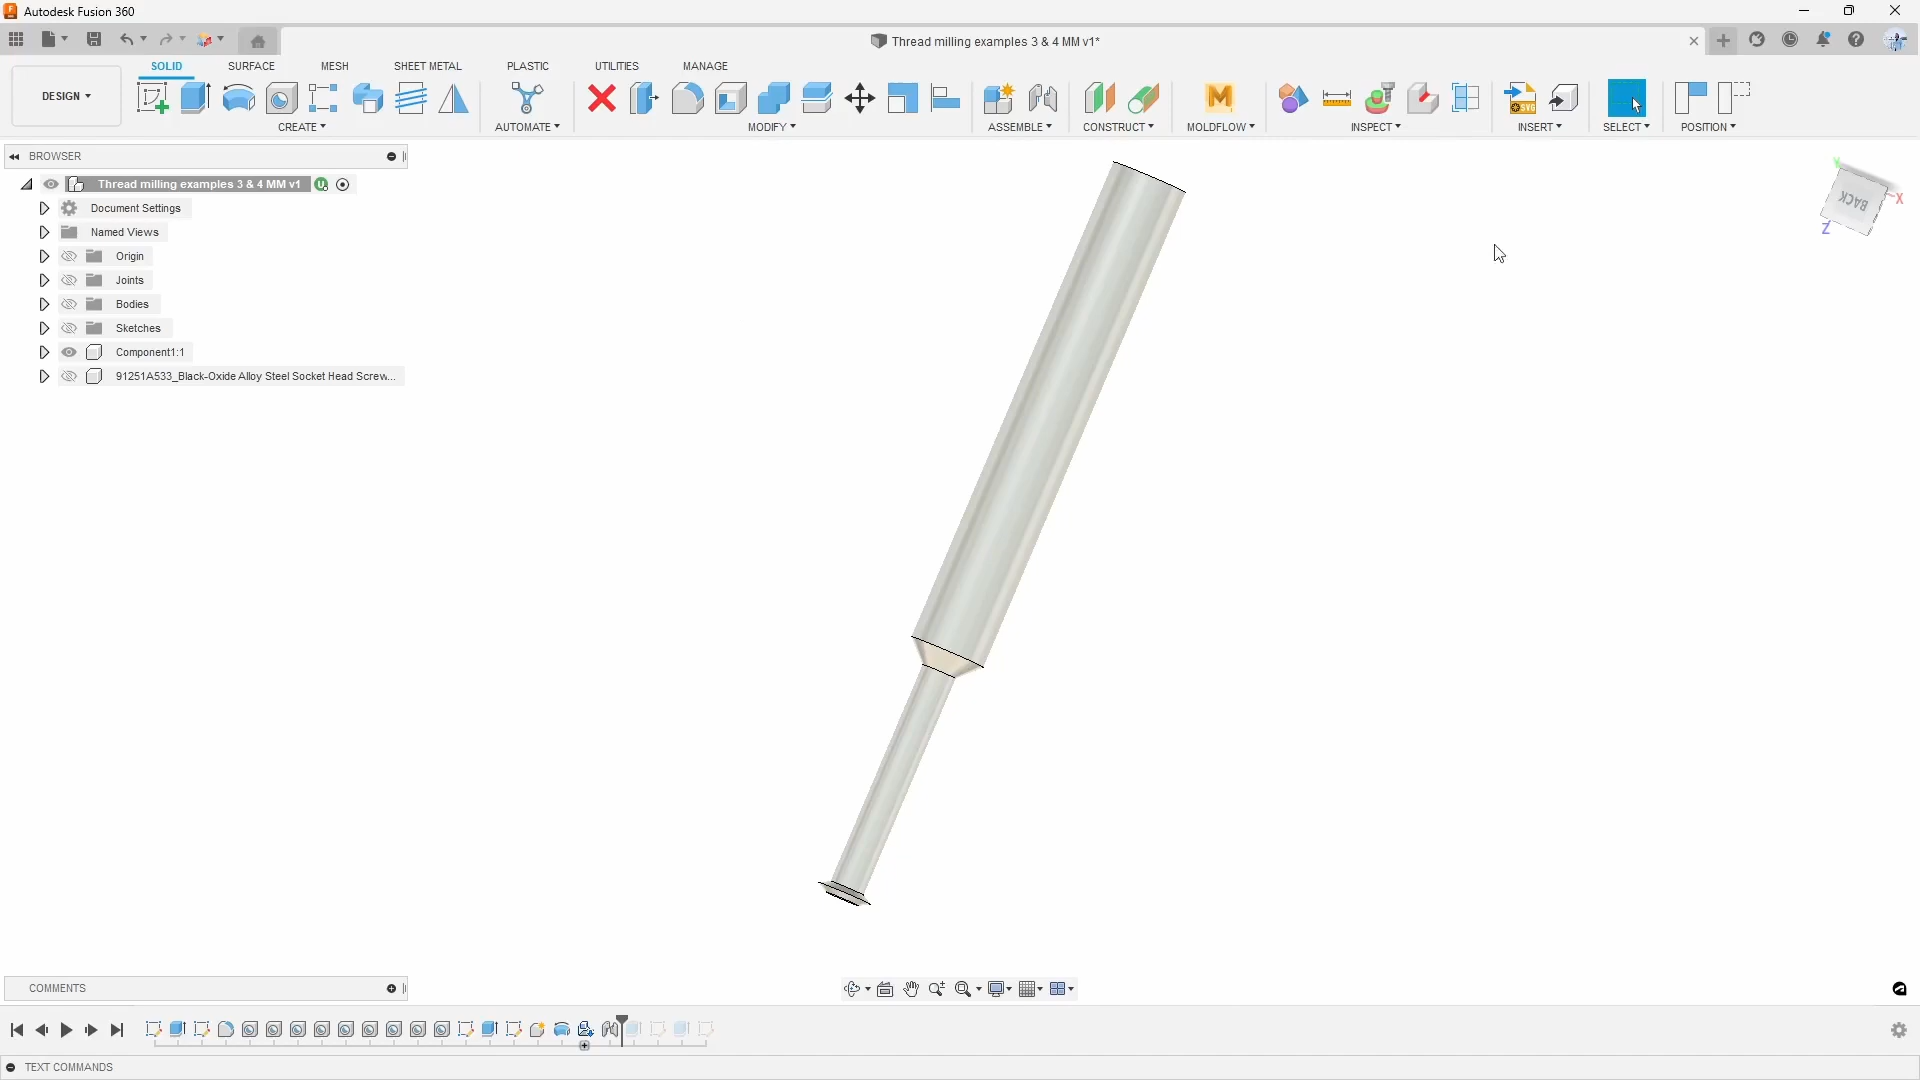 Autodesk Fusion 360
Thread milling examples 3 & 4 MM v1*
DESIGN
SOLID
SURFACE
MESH
SHEET METAL
PLASTIC
UTILITIES
MANAGE
CREATE
AUTOMATE
MODIFY
ASSEMBLE
CONSTRUCT
MOLDFLOW
INSPECT
INSERT
SELECT
POSITION
M
SVG
BROWSER
Thread milling examples 3 & 4 MM v1
Document Settings
Named Views
Origin
Joints
Bodies
Sketches
Component1:1
91251A533_Black-Oxide Alloy Steel Socket Head Screw...
Y
BACK
X
Z
COMMENTS
TEXT COMMANDS